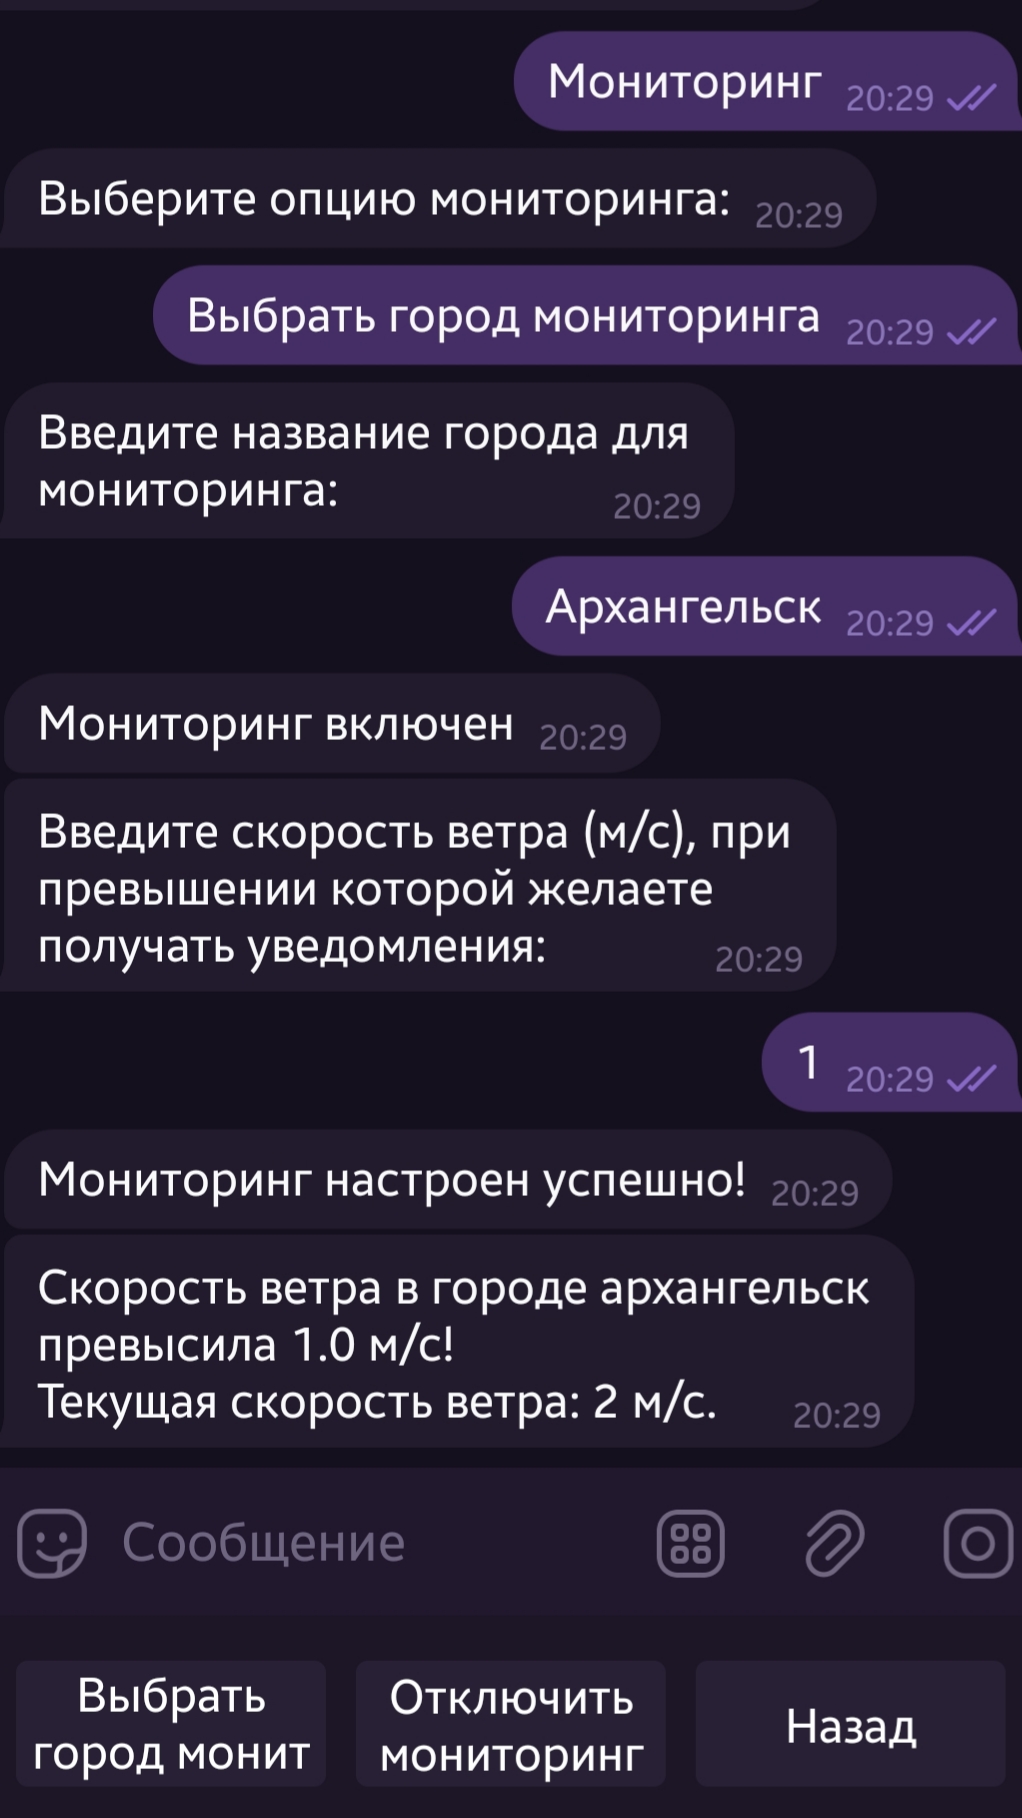 Мониторинг 20:29
Выберите опцию мониторинга: 20:29
Выбрать город мониторинга 20:29
Введите название города для
мониторинга: 20:29
Архангельск 20:29
Мониторинг включен 20:29
Введите скорость ветра (м/с), при
превышении которой желаете
получать уведомления: 20:29
1 20:29
Мониторинг настроен успешно! 20:29
Скорость ветра в городе архангельск
превысила 1.0 м/с!
Текущая скорость ветра: 2 м/с. 20:29
Сообщение
Выбрать
город монит
Отключить
мониторинг
Назад